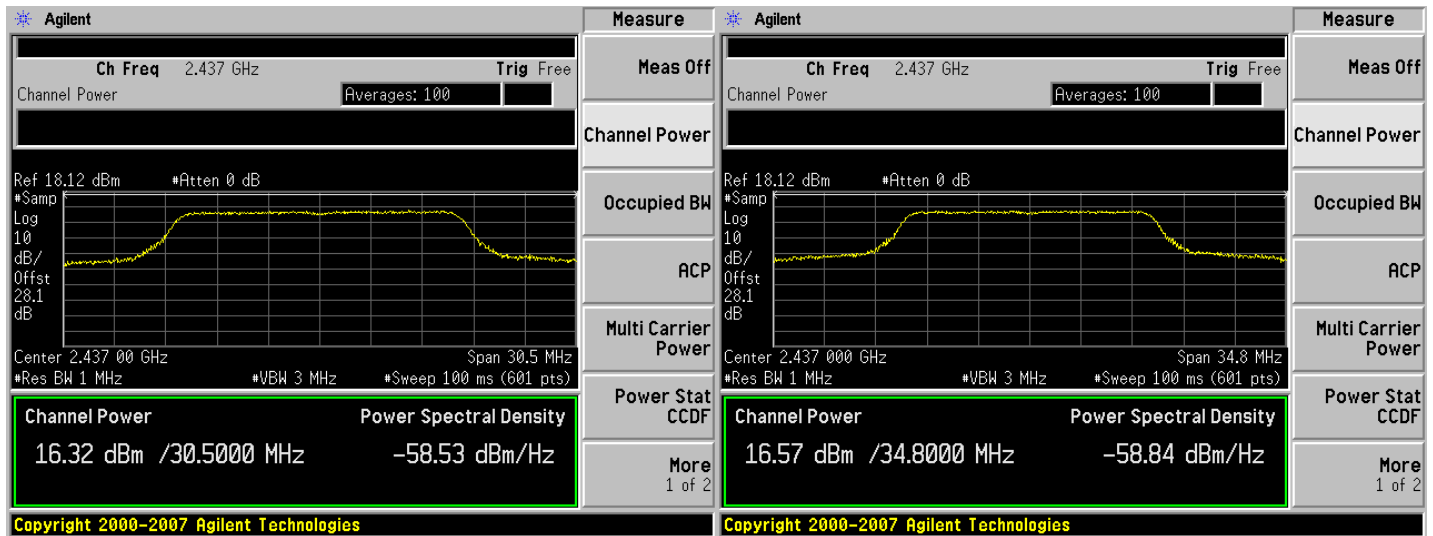 Agilent
Measure
Ch Freq 2.437 GHz Trig Free
Meas Off
Channel Power Averages: 100
Channel Power
Ref 18.12 dBm #Atten 0 dB
#Samp
Log
10
dB/
Offst
28.1
dB
Occupied BW
ACP
Multi Carrier
Power
Center 2.437 00 GHz Span 30.5 MHz
#Res BW 1 MHz #VBW 3 MHz #Sweep 100 ms (601 pts)
Power Stat
CCDF
Channel Power Power Spectral Density
16.32 dBm /30.5000 MHz -58.53 dBm/Hz
More
1 of 2
Copyright 2000-2007 Agilent Technologies
Agilent
Measure
Ch Freq 2.437 GHz Trig Free
Meas Off
Channel Power Averages: 100
Channel Power
Ref 18.12 dBm #Atten 0 dB
#Samp
Log
10
dB/
Offst
28.1
dB
Occupied BW
ACP
Multi Carrier
Power
Center 2.437 000 GHz Span 34.8 MHz
#Res BW 1 MHz #VBW 3 MHz #Sweep 100 ms (601 pts)
Power Stat
CCDF
Channel Power Power Spectral Density
16.57 dBm /34.8000 MHz -58.84 dBm/Hz
More
1 of 2
Copyright 2000-2007 Agilent Technologies